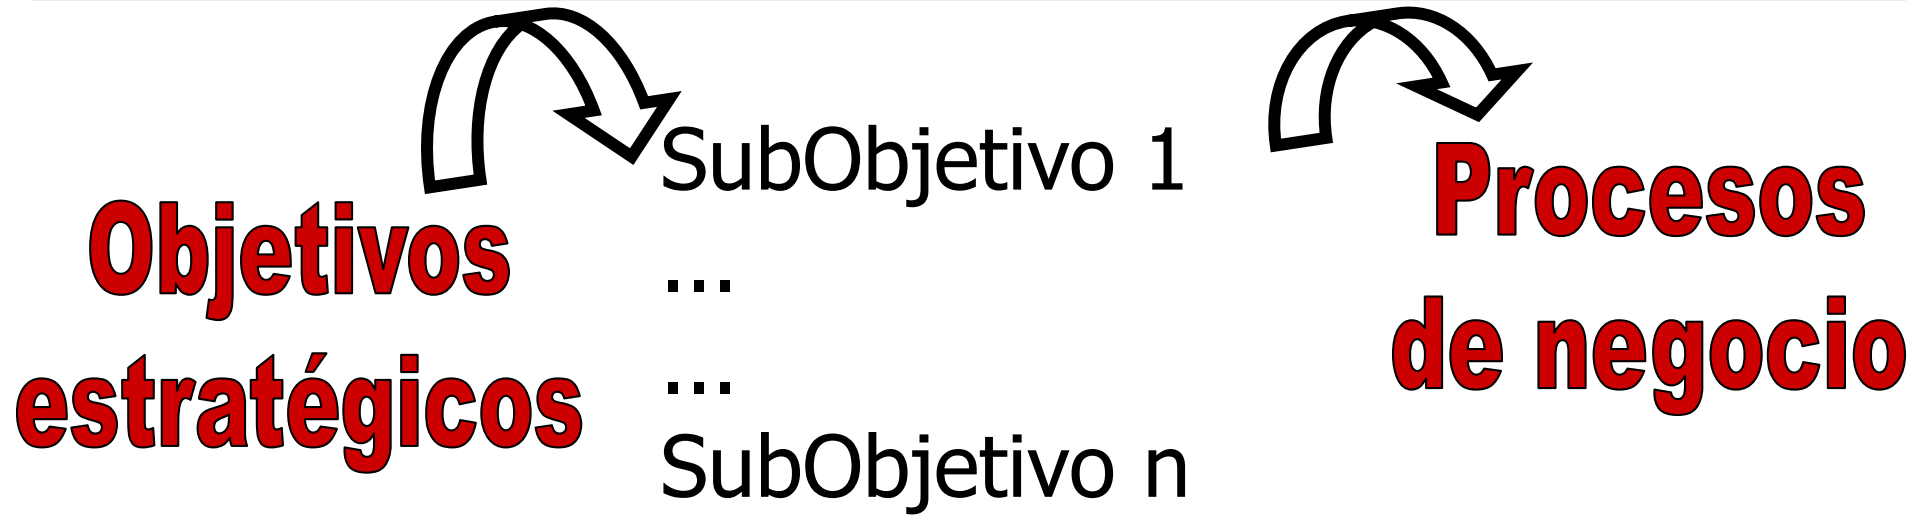 Objetivos
estratégicos
SubObjetivo 1
...
...
SubObjetivo n
Procesos
de negocio